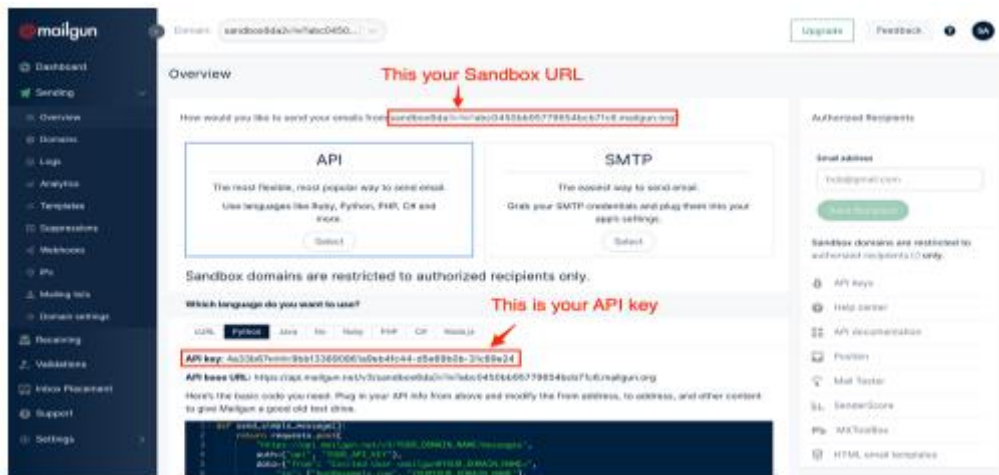 mailgun
Domain:
Upgrade
Feedback
SA
Dashboard
Sending
Overview
Domains
Logs
Analytics
Templates
Suppressions
Webhooks
IPs
Mailing lists
Domain settings
Receiving
Validations
Inbox Placement
Support
Settings
Overview
This your Sandbox URL
How would you like to send your emails from
API
The most flexible, most popular way to send email.
Use languages like Ruby, Python, PHP, C# and
more.
Select
SMTP
The easiest way to send email.
Grab your SMTP credentials and plug them into your
app's settings.
Select
Sandbox domains are restricted to authorized recipients only.
Which language do you want to use?
This is your API key
cURL Python Java Go Ruby PHP C# Node.js
API key:
API base URL:
Here's the basic code you need. Plug in your API info from above and modify the from address, to address, and other content
to give Mailgun a good old test drive.
def send_simple_message():
return requests.post(
Authorized Recipients
Email address
bob@gmail.com
Save Recipient
Sandbox domains are restricted to
authorized recipients only.
API Keys
Help center
API documentation
Postbin
Mail Tester
SenderScore
MXToolBox
HTML email templates